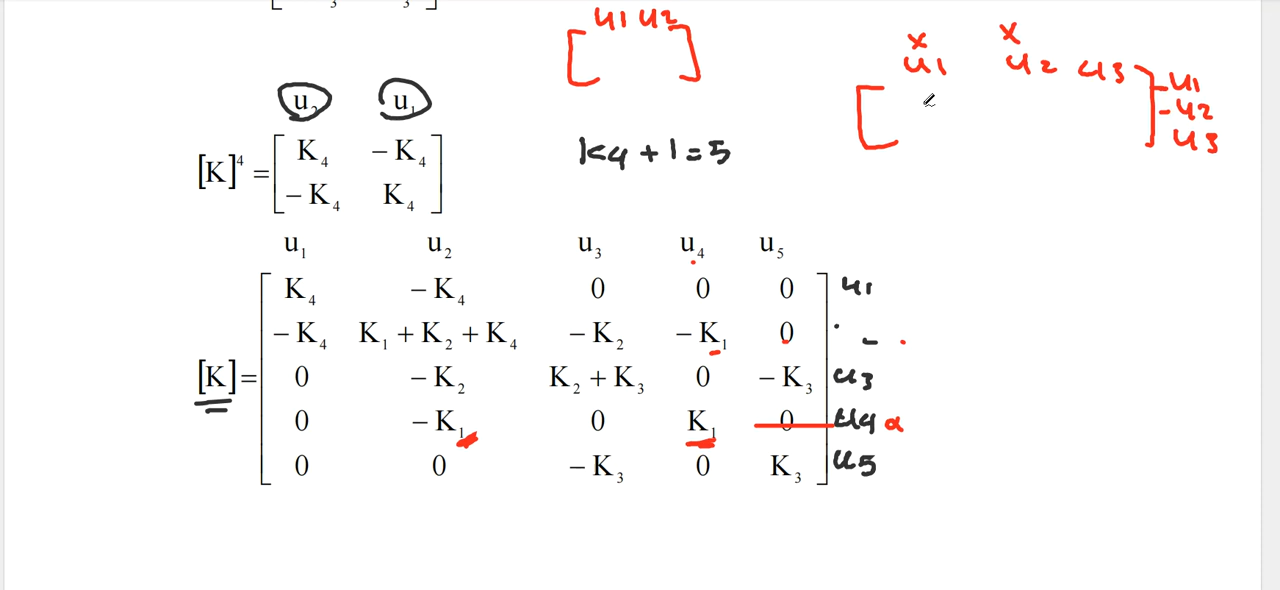 3 3
u1 u2
x x
u1 u2 u3
u1
u2
u3
u₂ u₁
[K]⁴ = [ K₄ − K₄
− K₄ K₄ ]
K4 + 1 = 5
u₁ u₂ u₃ u₄ u₅
K₄ − K₄ 0 0 0 u1
− K₄ K₁ + K₂ + K₄ − K₂ − K₁ 0
[K]= 0 − K₂ K₂ + K₃ 0 − K₃ u3
0 − K₁ 0 K₁ 0 u4
0 0 − K₃ 0 K₃ u5